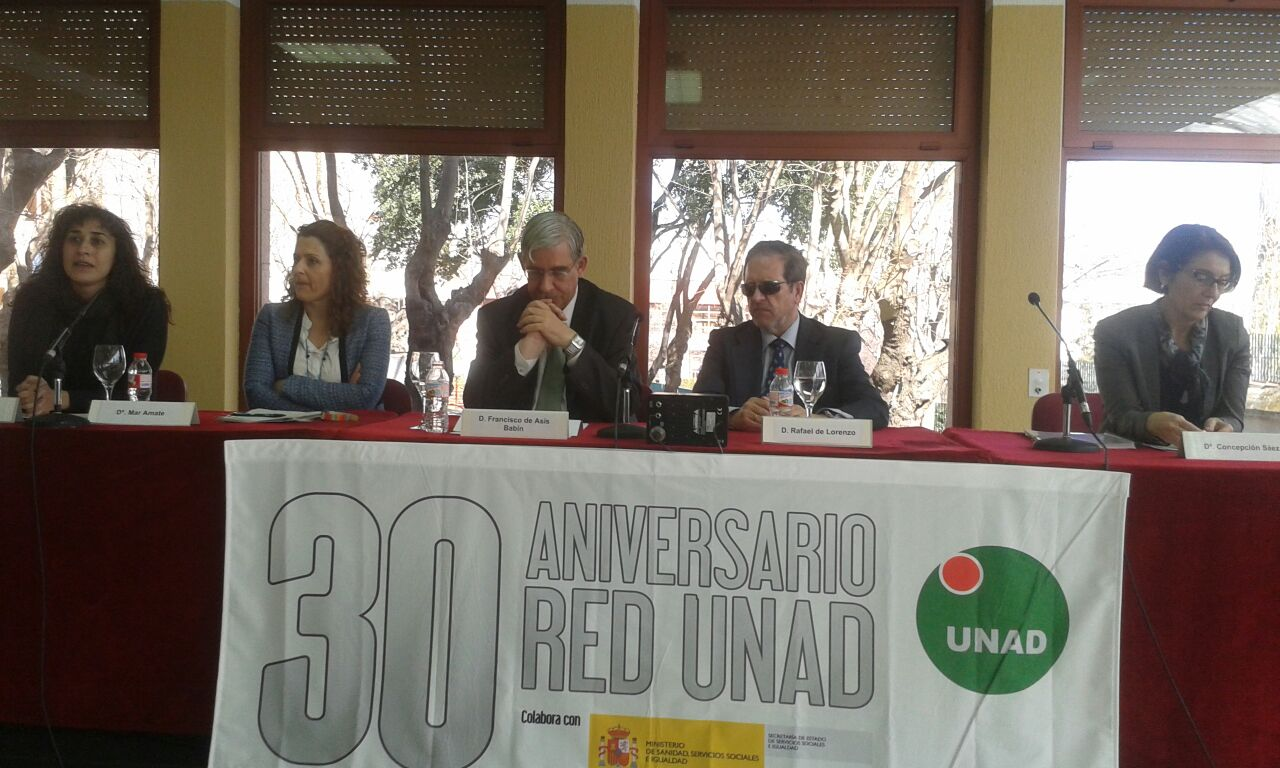 Dª. Mar Amate
D. Francisco de Asís
Babín
D. Rafael de Lorenzo
Dª. Concepción Sáez
30
ANIVERSARIO
RED UNAD
UNAD
Colabora con
MINISTERIO
DE SANIDAD, SERVICIOS SOCIALES
E IGUALDAD
SECRETARÍA DE ESTADO
DE SERVICIOS SOCIALES
E IGUALDAD